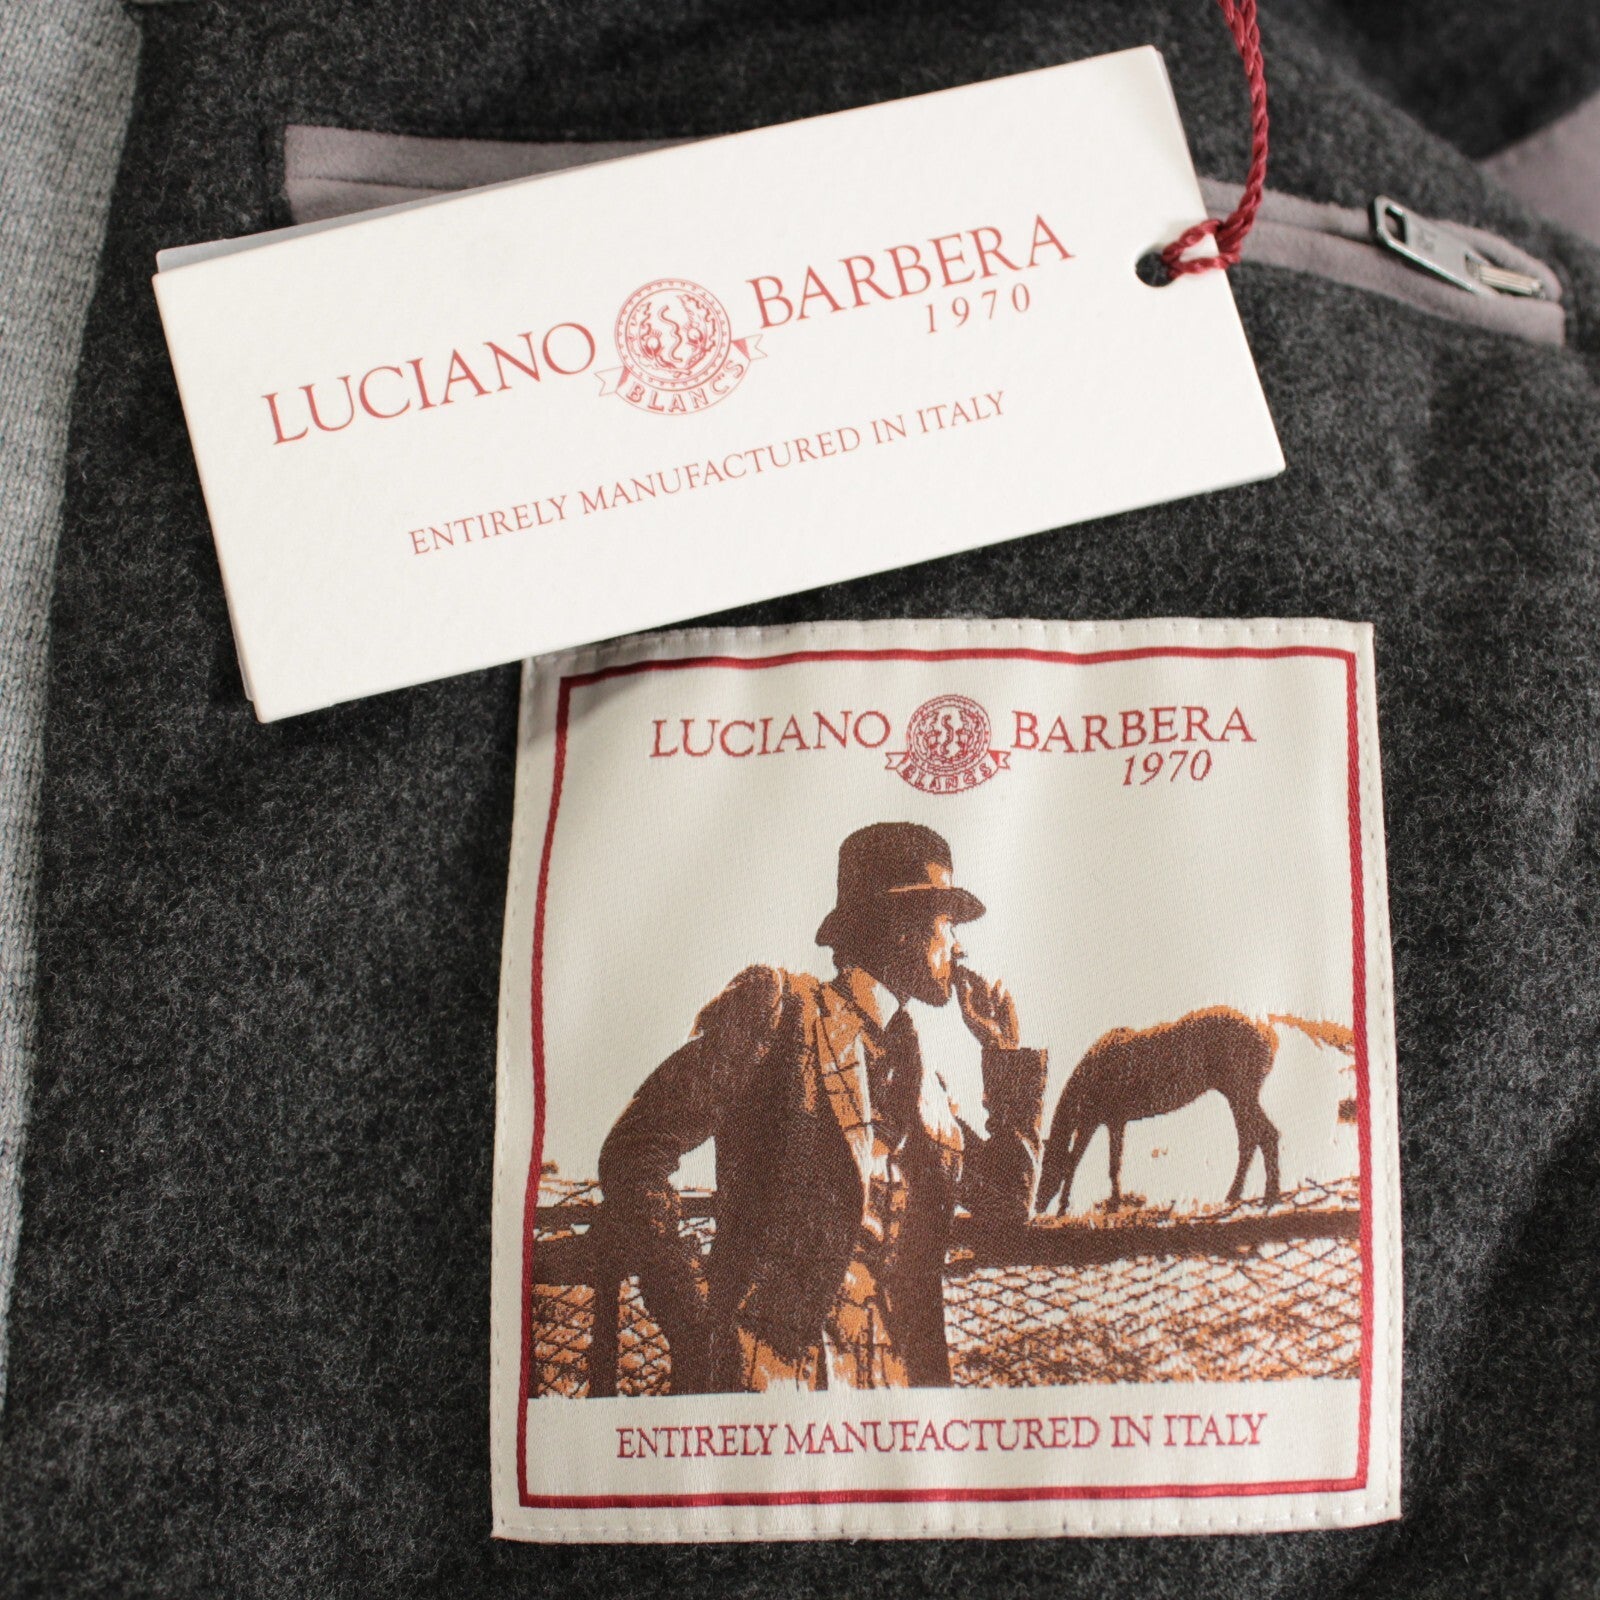 LUCIANO BARBERA
BLANCS
1970
ENTIRELY MANUFACTURED IN ITALY
LUCIANO BARBERA
BLANCS
1970
ENTIRELY MANUFACTURED IN ITALY